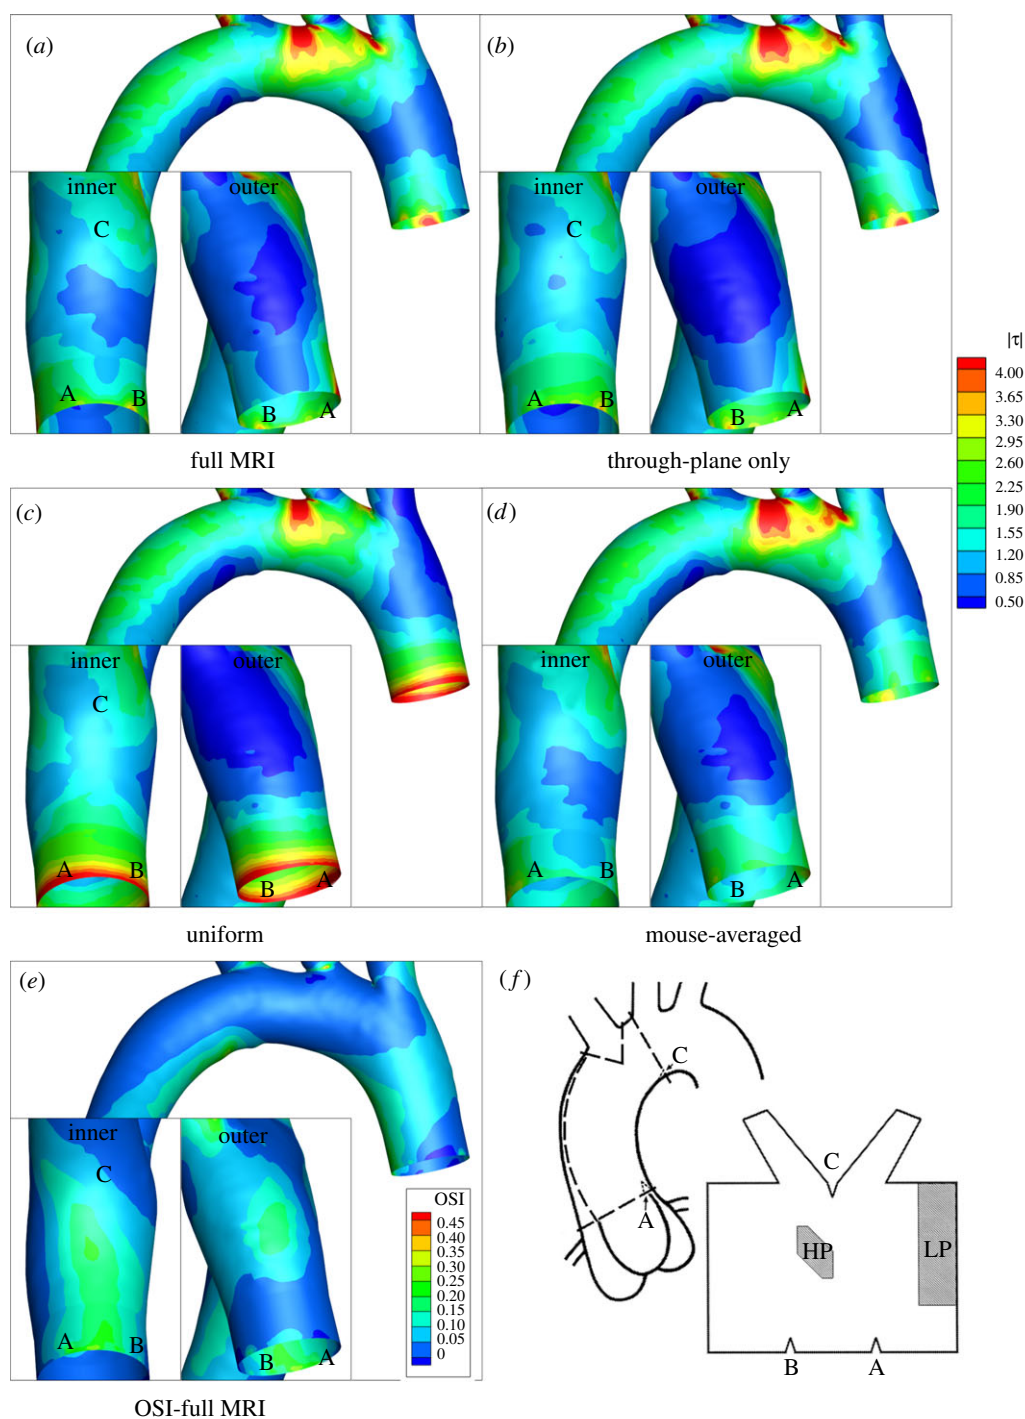 (a)
inner
outer
C
A
B
B
A
full MRI
(b)
inner
outer
C
A
B
B
A
through-plane only
|τ|
4.00
3.65
3.30
2.95
2.60
2.25
1.90
1.55
1.20
0.85
0.50
(c)
inner
outer
C
A
B
B
A
uniform
(d)
inner
outer
A
B
B
A
mouse-averaged
(e)
inner
outer
C
A
B
B
A
OSI
0.45
0.40
0.35
0.30
0.25
0.20
0.15
0.10
0.05
0
OSI-full MRI
(f)
C
A
C
HP
LP
B
A